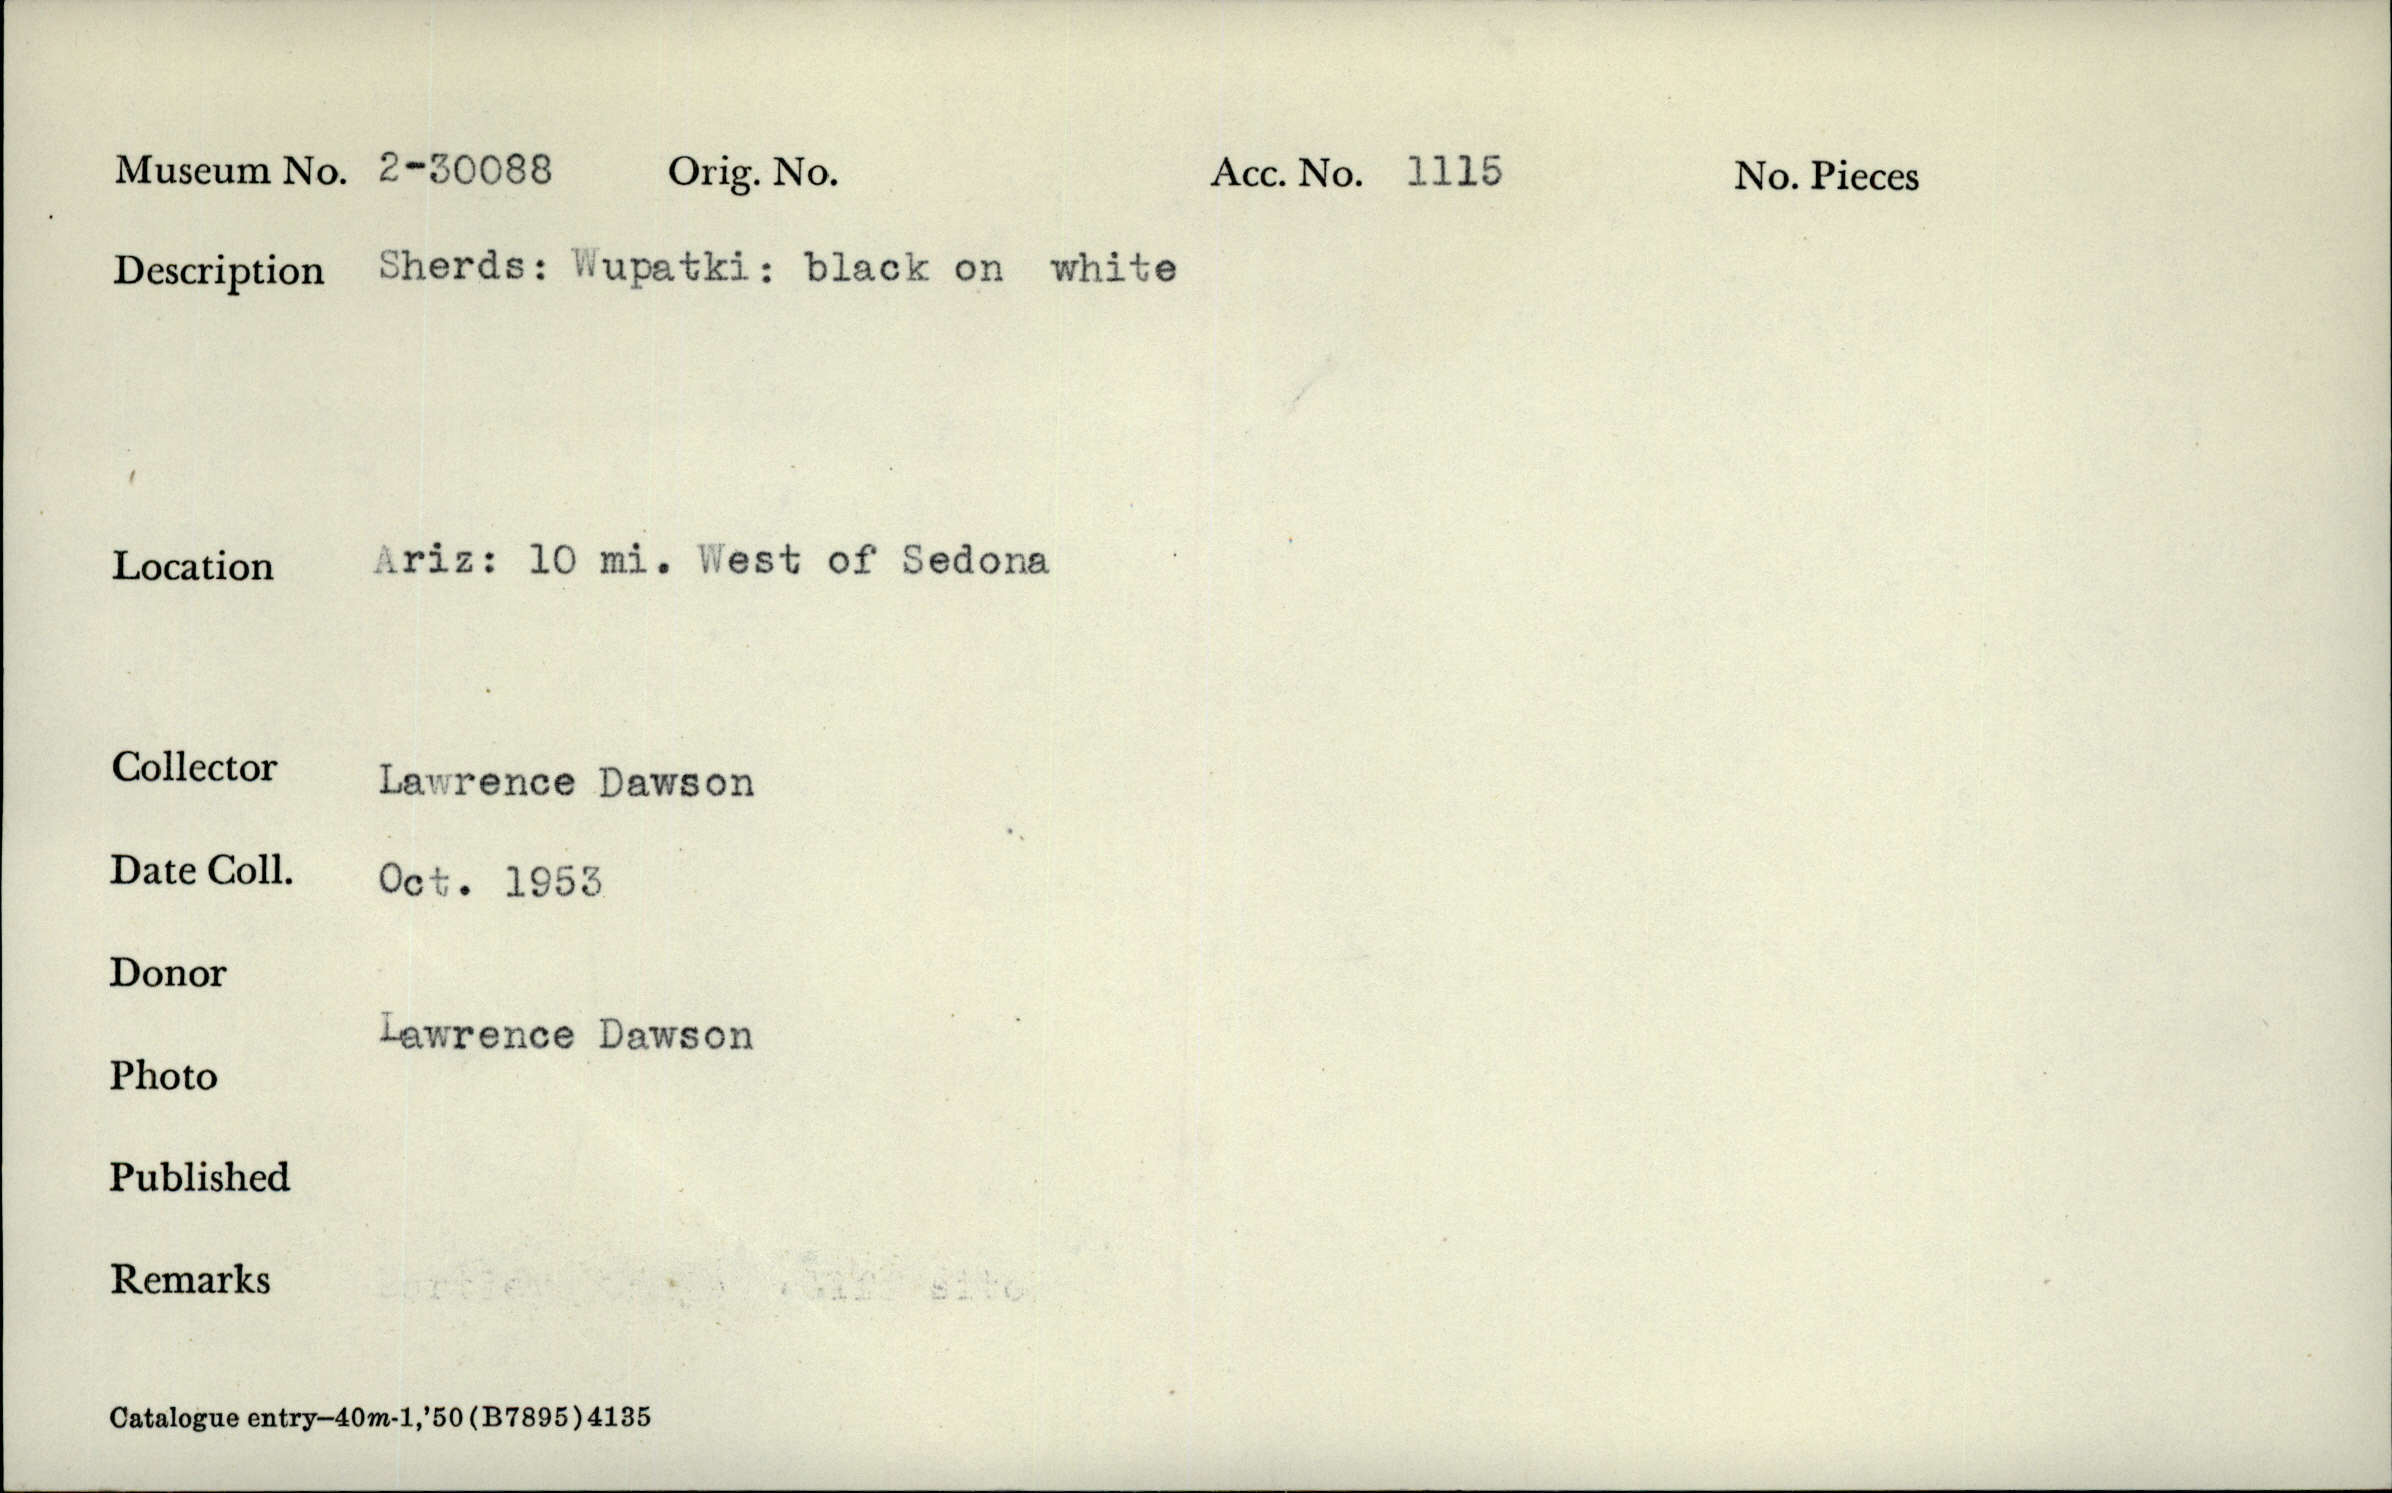 Museum No. 2-30088 Orig. No. Acc. No. 1115 No. Pieces
Description Sherds: Wupatki: black on white
Location Ariz: 10 mi. West of Sedona
Collector Lawrence Dawson
Date Coll. Oct. 1953
Donor
Lawrence Dawson
Photo
Published
Remarks
Catalogue entry—40m-1,'50(B7895)4135